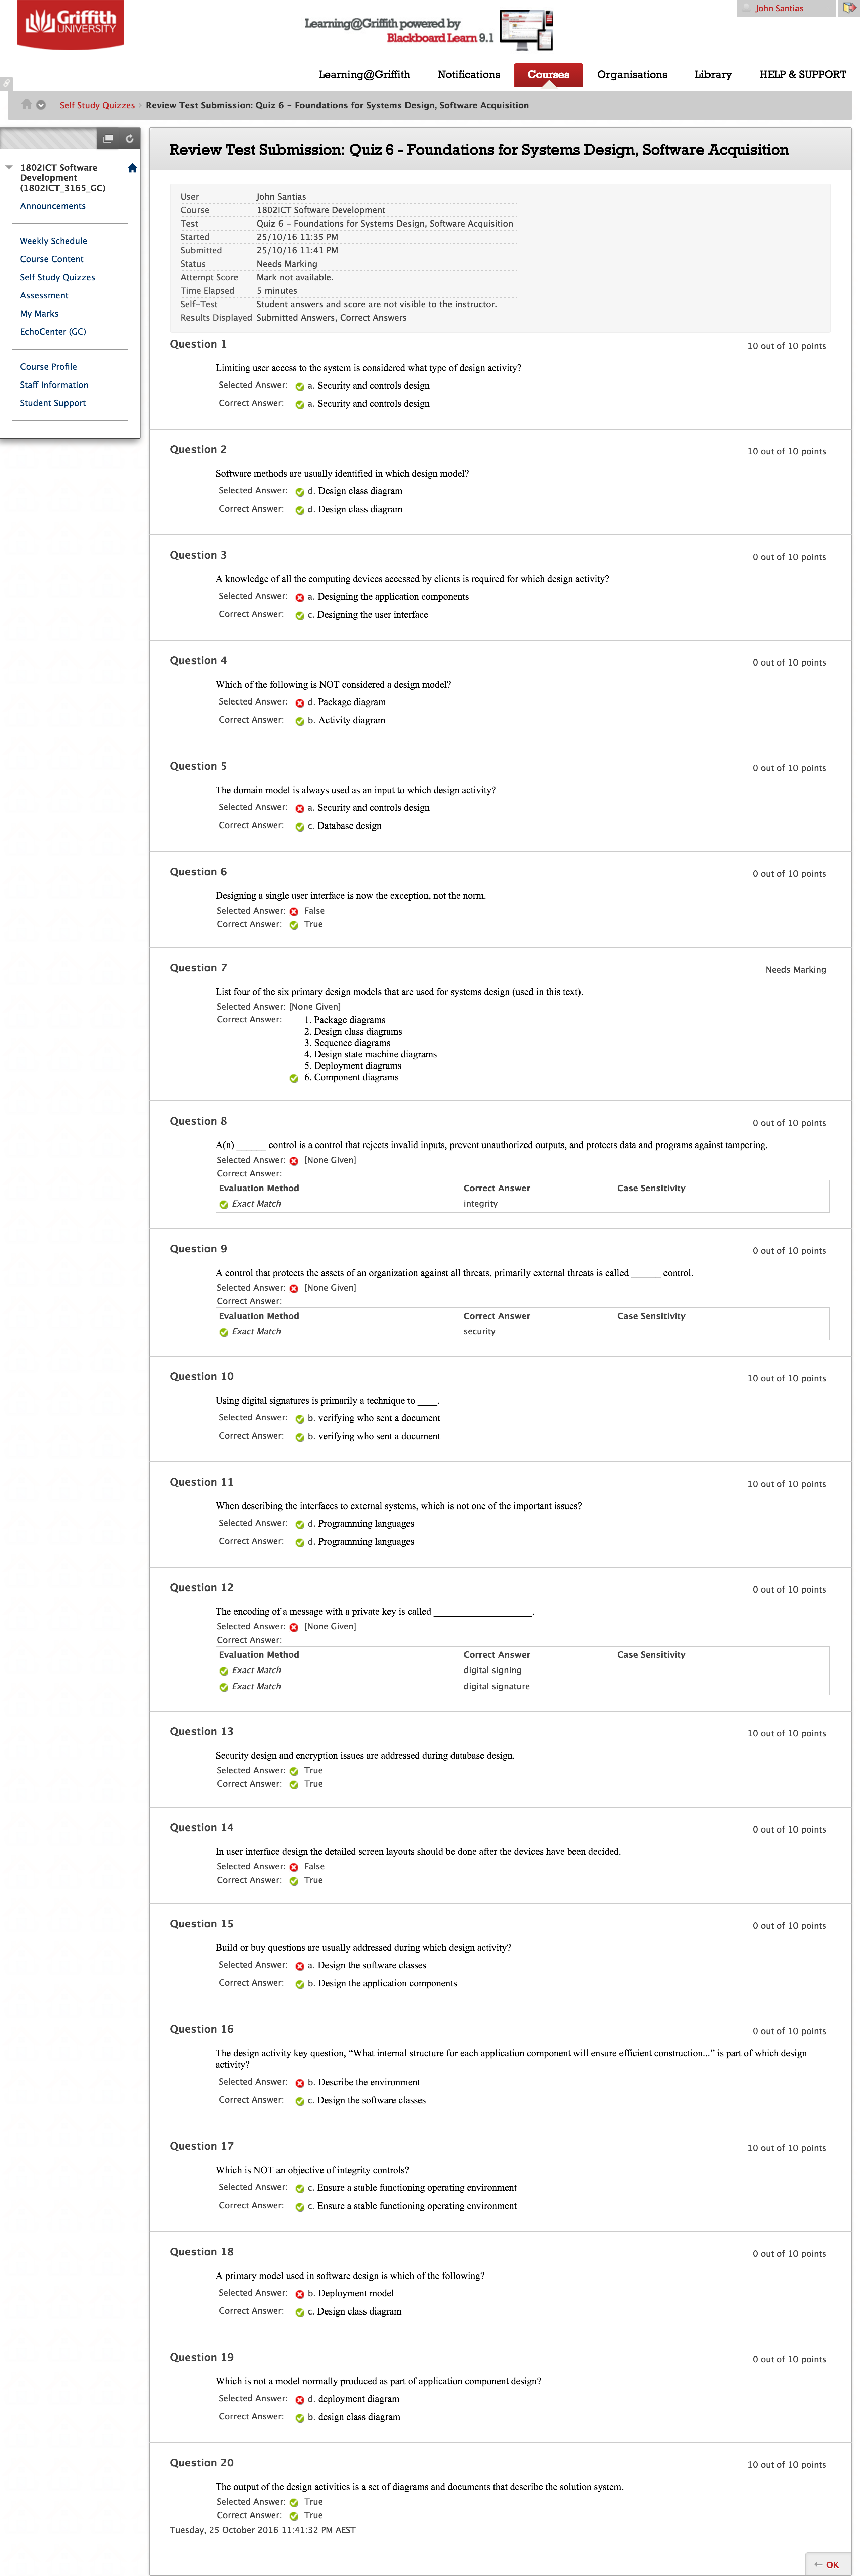 Griffith
UNIVERSITY
Learning@Griffith powered by
Blackboard Learn 9.1
John Santias
Learning@Griffith Notifications Courses Organisations Library HELP & SUPPORT
Self Study Quizzes Review Test Submission: Quiz 6 – Foundations for Systems Design, Software Acquisition
1802ICT Software
Development
(1802ICT_3165_GC)
Announcements
Weekly Schedule
Course Content
Self Study Quizzes
Assessment
My Marks
EchoCenter (GC)
Course Profile
Staff Information
Student Support
Review Test Submission: Quiz 6 - Foundations for Systems Design, Software Acquisition
User John Santias
Course 1802ICT Software Development
Test Quiz 6 – Foundations for Systems Design, Software Acquisition
Started 25/10/16 11:35 PM
Submitted 25/10/16 11:41 PM
Status Needs Marking
Attempt Score Mark not available.
Time Elapsed 5 minutes
Self-Test Student answers and score are not visible to the instructor.
Results Displayed Submitted Answers, Correct Answers
Question 1 10 out of 10 points
Limiting user access to the system is considered what type of design activity?
Selected Answer: a. Security and controls design
Correct Answer: a. Security and controls design
Question 2 10 out of 10 points
Software methods are usually identified in which design model?
Selected Answer: d. Design class diagram
Correct Answer: d. Design class diagram
Question 3 0 out of 10 points
A knowledge of all the computing devices accessed by clients is required for which design activity?
Selected Answer: a. Designing the application components
Correct Answer: c. Designing the user interface
Question 4 0 out of 10 points
Which of the following is NOT considered a design model?
Selected Answer: d. Package diagram
Correct Answer: b. Activity diagram
Question 5 0 out of 10 points
The domain model is always used as an input to which design activity?
Selected Answer: a. Security and controls design
Correct Answer: c. Database design
Question 6 0 out of 10 points
Designing a single user interface is now the exception, not the norm.
Selected Answer: False
Correct Answer: True
Question 7 Needs Marking
List four of the six primary design models that are used for systems design (used in this text).
Selected Answer: [None Given]
Correct Answer: 1. Package diagrams
2. Design class diagrams
3. Sequence diagrams
4. Design state machine diagrams
5. Deployment diagrams
6. Component diagrams
Question 8 0 out of 10 points
A(n) ______ control is a control that rejects invalid inputs, prevent unauthorized outputs, and protects data and programs against tampering.
Selected Answer: [None Given]
Correct Answer:
Evaluation Method Correct Answer Case Sensitivity
Exact Match integrity
Question 9 0 out of 10 points
A control that protects the assets of an organization against all threats, primarily external threats is called ______ control.
Selected Answer: [None Given]
Correct Answer:
Evaluation Method Correct Answer Case Sensitivity
Exact Match security
Question 10 10 out of 10 points
Using digital signatures is primarily a technique to ____.
Selected Answer: b. verifying who sent a document
Correct Answer: b. verifying who sent a document
Question 11 10 out of 10 points
When describing the interfaces to external systems, which is not one of the important issues?
Selected Answer: d. Programming languages
Correct Answer: d. Programming languages
Question 12 0 out of 10 points
The encoding of a message with a private key is called ____________________.
Selected Answer: [None Given]
Correct Answer:
Evaluation Method Correct Answer Case Sensitivity
Exact Match digital signing
Exact Match digital signature
Question 13 10 out of 10 points
Security design and encryption issues are addressed during database design.
Selected Answer: True
Correct Answer: True
Question 14 0 out of 10 points
In user interface design the detailed screen layouts should be done after the devices have been decided.
Selected Answer: False
Correct Answer: True
Question 15 0 out of 10 points
Build or buy questions are usually addressed during which design activity?
Selected Answer: a. Design the software classes
Correct Answer: b. Design the application components
Question 16 0 out of 10 points
The design activity key question, “What internal structure for each application component will ensure efficient construction...” is part of which design
activity?
Selected Answer: b. Describe the environment
Correct Answer: c. Design the software classes
Question 17 10 out of 10 points
Which is NOT an objective of integrity controls?
Selected Answer: c. Ensure a stable functioning operating environment
Correct Answer: c. Ensure a stable functioning operating environment
Question 18 0 out of 10 points
A primary model used in software design is which of the following?
Selected Answer: b. Deployment model
Correct Answer: c. Design class diagram
Question 19 0 out of 10 points
Which is not a model normally produced as part of application component design?
Selected Answer: d. deployment diagram
Correct Answer: b. design class diagram
Question 20 10 out of 10 points
The output of the design activities is a set of diagrams and documents that describe the solution system.
Selected Answer: True
Correct Answer: True
Tuesday, 25 October 2016 11:41:32 PM AEST
← OK